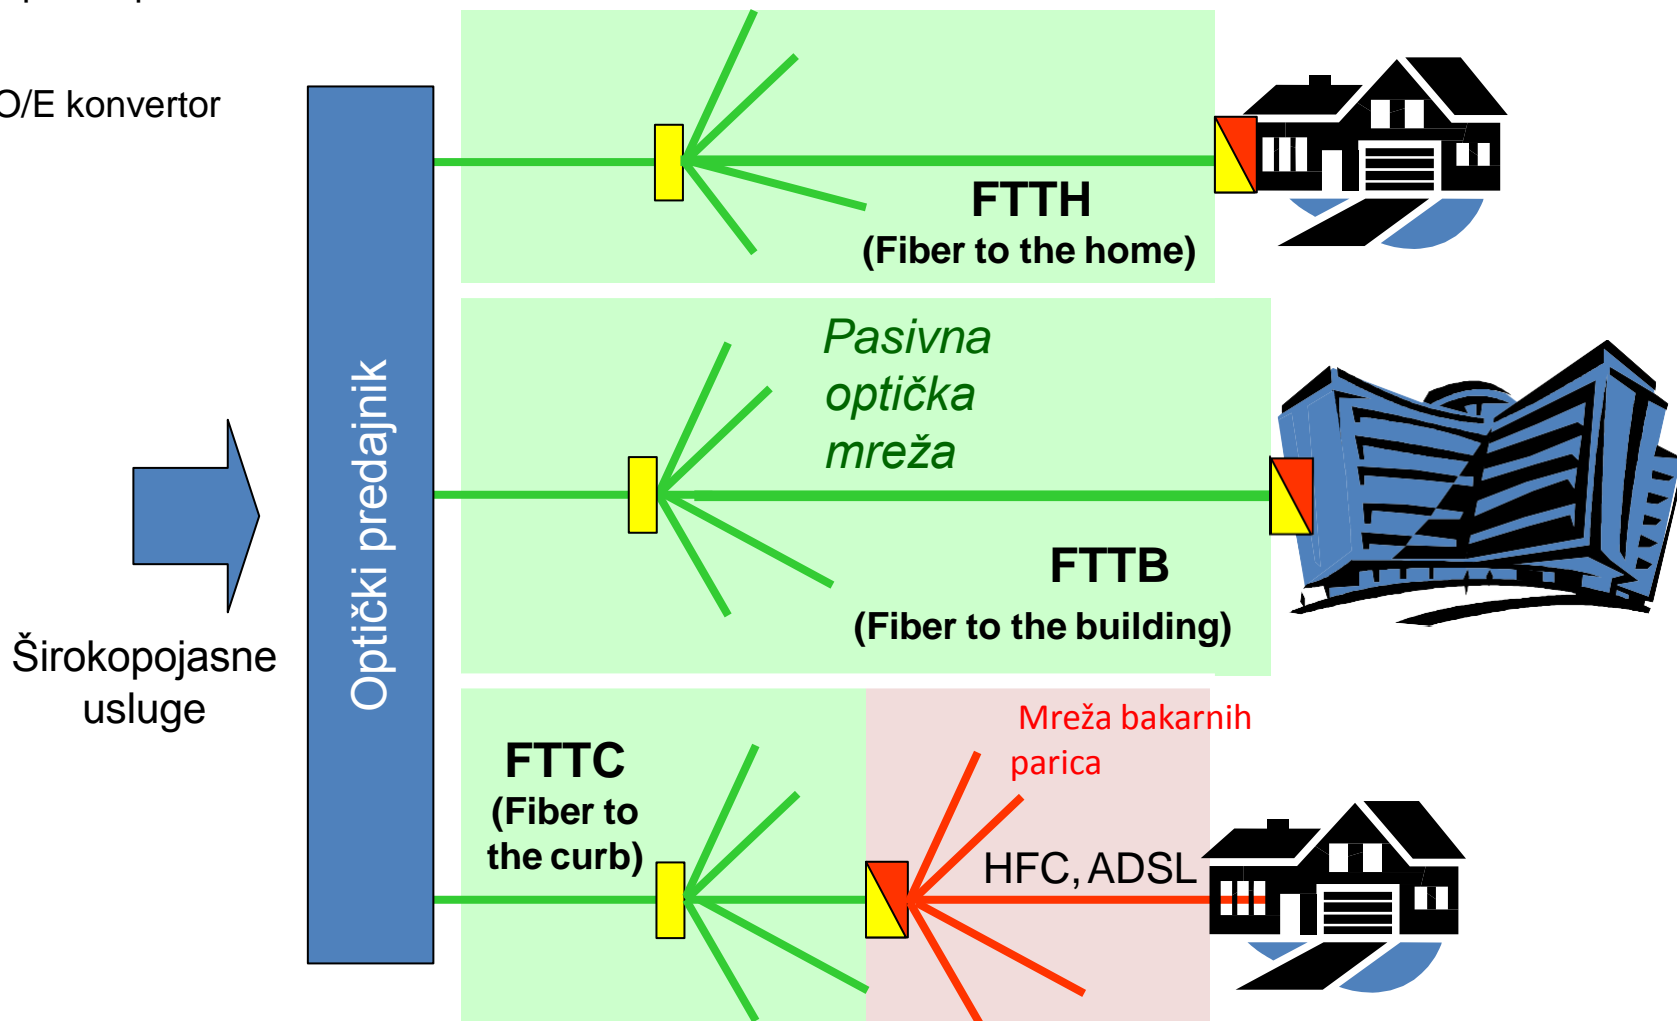 O/E konvertor
FTTH
(Fiber to the home)
Pasivna
optička
mreža
Optički predajnik
FTTB
(Fiber to the building)
Širokopojasne
usluge
Mreža bakarnih
parica
FTTC
(Fiber to
the curb)
HFC, ADSL